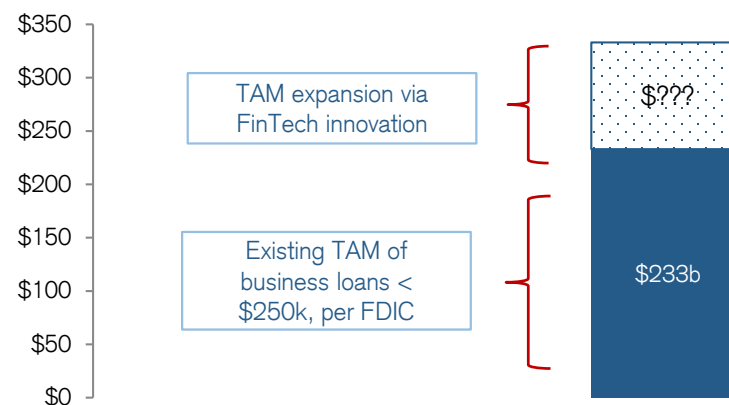 $350
$300
$250
$200
$150
$100
$50
$0
TAM expansion via
FinTech innovation
$???
Existing TAM of
business loans <
$250k, per FDIC
$233b